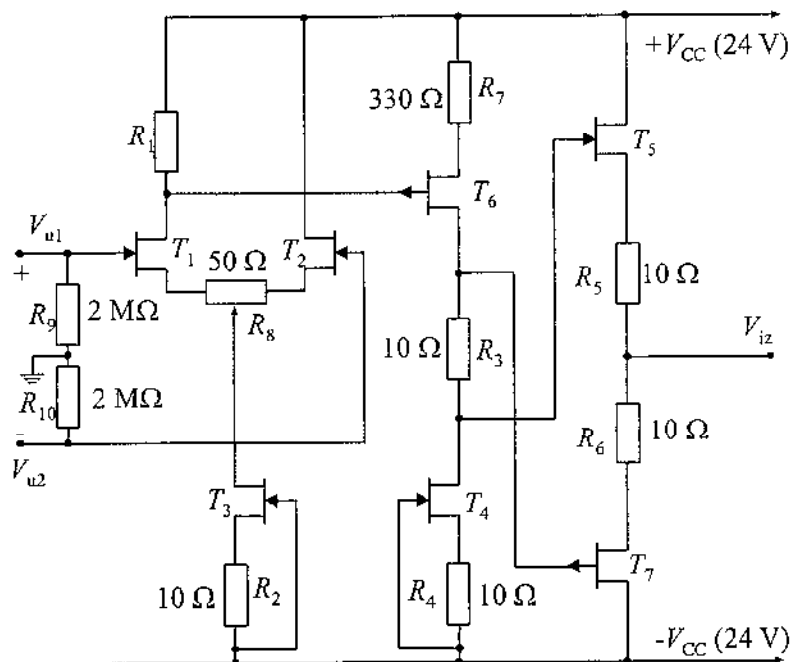 +V_CC (24 V)
330 Ω
R_7
R_1
T_5
T_6
V_u1
+
T_1
50 Ω
T_2
R_8
R_9
2 MΩ
R_5
10 Ω
10 Ω
R_3
V_iz
R_10
2 MΩ
R_6
10 Ω
-
V_u2
T_3
T_4
10 Ω
R_2
R_4
10 Ω
T_7
-V_CC (24 V)